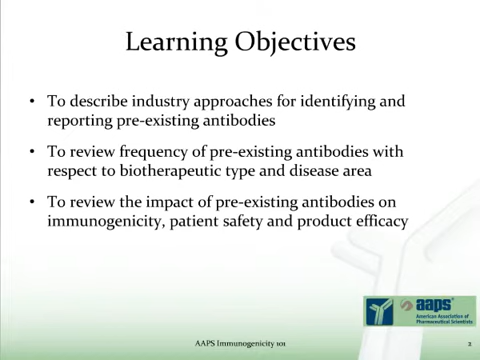 Learning Objectives
• To describe industry approaches for identifying and
reporting pre-existing antibodies
• To review frequency of pre-existing antibodies with
respect to biotherapeutic type and disease area
• To review the impact of pre-existing antibodies on
immunogenicity, patient safety and product efficacy
aaps
American Association of
Pharmaceutical Scientists
AAPS Immunogenicity 101
2